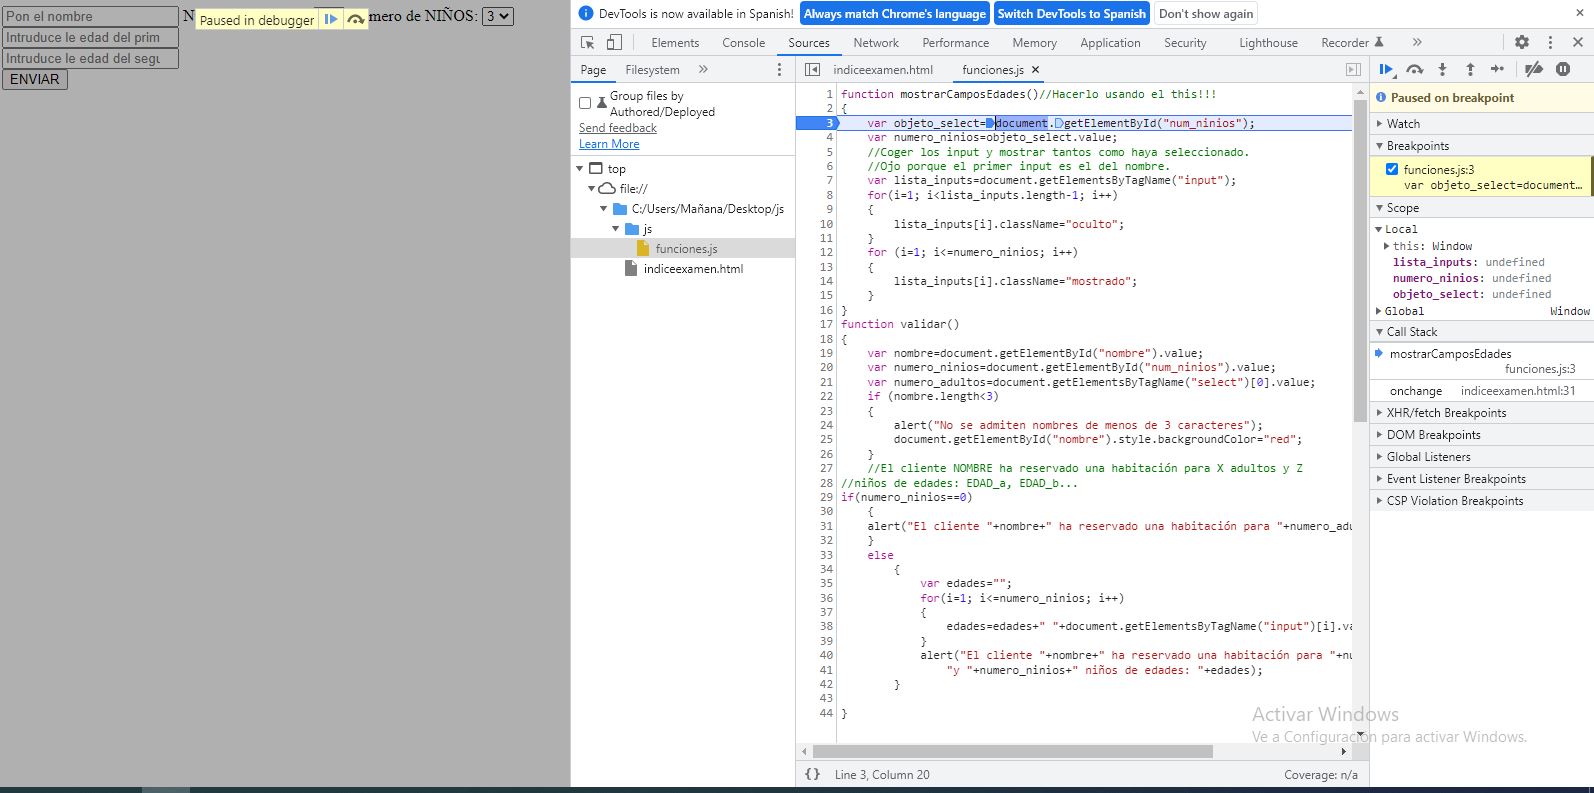 Pon el nombre
N
Paused in debugger
mero de NIÑOS: 3
Intruduce le edad del prim
Intruduce le edad del segu
ENVIAR
DevTools is now available in Spanish! Always match Chrome's language Switch DevTools to Spanish Don't show again
Elements Console Sources Network Performance Memory Application Security Lighthouse Recorder
Page Filesystem
Group files by
Authored/Deployed
Send feedback
Learn More
top
file://
C:/Users/Mañana/Desktop/js
js
funciones.js
indiceexamen.html
indiceexamen.html funciones.js
1 function mostrarCamposEdades()//Hacerlo usando el this!!!
2 {
3 var objeto_select=document.getElementById("num_ninios");
4 var numero_ninios=objeto_select.value;
5 //Coger los input y mostrar tantos como haya seleccionado.
6 //Ojo porque el primer input es el del nombre.
7 var lista_inputs=document.getElementsByTagName("input");
8 for(i=1; i<lista_inputs.length-1; i++)
9 {
10 lista_inputs[i].className="oculto";
11 }
12 for (i=1; i<=numero_ninios; i++)
13 {
14 lista_inputs[i].className="mostrado";
15 }
16 }
17 function validar()
18 {
19 var nombre=document.getElementById("nombre").value;
20 var numero_ninios=document.getElementById("num_ninios").value;
21 var numero_adultos=document.getElementsByTagName("select")[0].value;
22 if (nombre.length<3)
23 {
24 alert("No se admiten nombres de menos de 3 caracteres");
25 document.getElementById("nombre").style.backgroundColor="red";
26 }
27 //El cliente NOMBRE ha reservado una habitación para X adultos y Z
28 //niños de edades: EDAD_a, EDAD_b...
29 if(numero_ninios==0)
30 {
31 alert("El cliente "+nombre+" ha reservado una habitación para "+numero_adu
32 }
33 else
34 {
35 var edades="";
36 for(i=1; i<=numero_ninios; i++)
37 {
38 edades=edades+" "+document.getElementsByTagName("input")[i].va
39 }
40 alert("El cliente "+nombre+" ha reservado una habitación para "+nu
41 "y "+numero_ninios+" niños de edades: "+edades);
42 }
43
44 }
{} Line 3, Column 20 Coverage: n/a
Paused on breakpoint
Watch
Breakpoints
funciones.js:3
var objeto_select=document…
Scope
Local
this: Window
lista_inputs: undefined
numero_ninios: undefined
objeto_select: undefined
Global Window
Call Stack
mostrarCamposEdades
funciones.js:3
onchange indiceexamen.html:31
XHR/fetch Breakpoints
DOM Breakpoints
Global Listeners
Event Listener Breakpoints
CSP Violation Breakpoints
Activar Windows
Ve a Configuración para activar Windows.